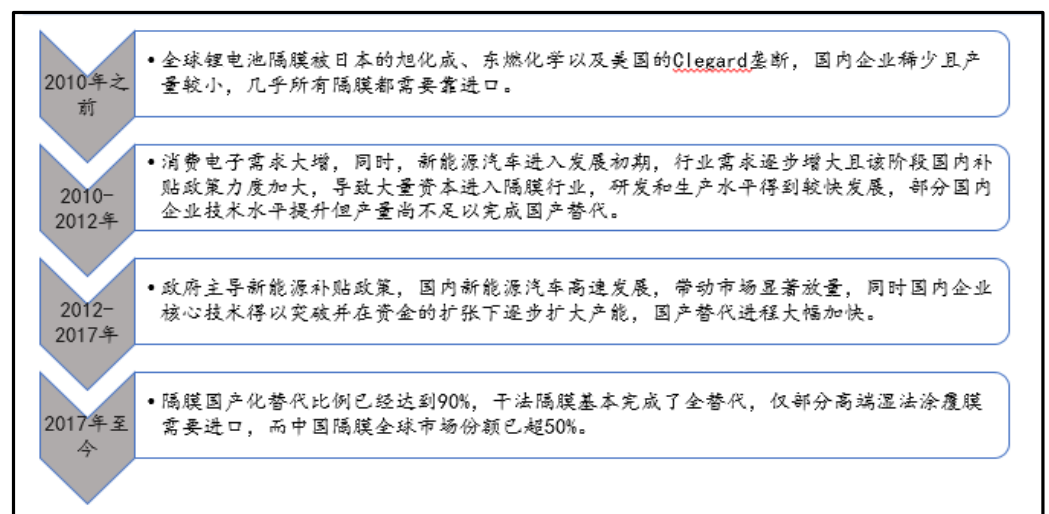 2010年之
前
•全球锂电池隔膜被日本的旭化成、东燃化学以及美国的Clegard垄断，国内企业稀少且产
量较小，几乎所有隔膜都需要靠进口。
2010-
2012年
•消费电子需求大增，同时，新能源汽车进入发展初期，行业需求逐步增大且该阶段国内补
贴政策力度加大，导致大量资本进入隔膜行业，研发和生产水平得到较快发展，部分国内
企业技术水平提升但产量尚不足以完成国产替代。
2012-
2017年
•政府主导新能源补贴政策，国内新能源汽车高速发展，带动市场显著放量，同时国内企业
核心技术得以突破并在资金的扩张下逐步扩大产能，国产替代进程大幅加快。
2017年至
今
•隔膜国产化替代比例已经达到90%，干法隔膜基本完成了全替代，仅部分高端湿法涂覆膜
需要进口，而中国隔膜全球市场份额已超50%。